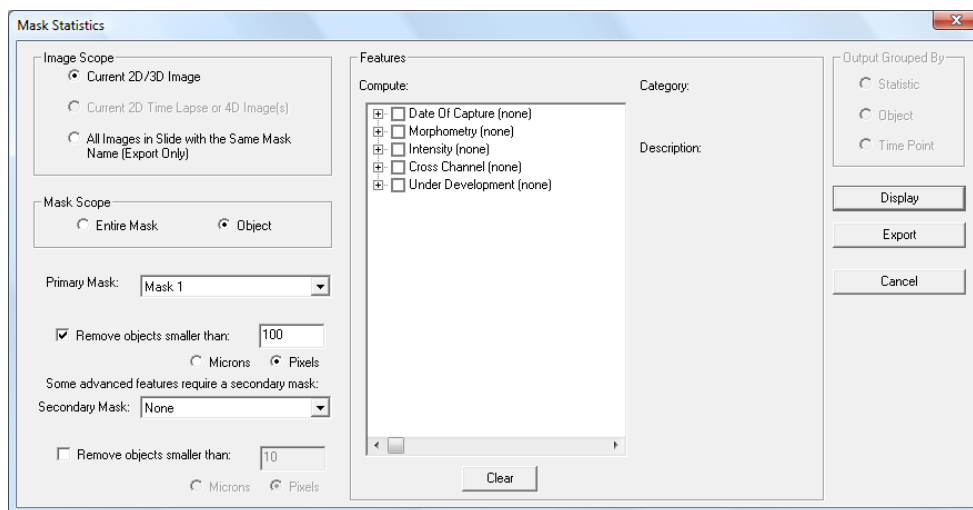 Mask Statistics
Image Scope
Current 2D/3D Image
Current 2D Time Lapse or 4D Image(s)
All Images in Slide with the Same Mask
Name (Export Only)
Mask Scope
Entire Mask
Object
Primary Mask:
Mask 1
Remove objects smaller than:
100
Microns
Pixels
Some advanced features require a secondary mask:
Secondary Mask:
None
Remove objects smaller than:
10
Microns
Pixels
Features
Compute:
Date Of Capture (none)
Morphometry (none)
Intensity (none)
Cross Channel (none)
Under Development (none)
Clear
Category:
Description:
Output Grouped By
Statistic
Object
Time Point
Display
Export
Cancel